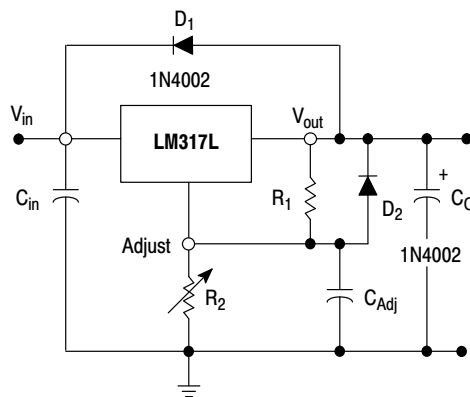 D1
1N4002
Vin
LM317L
Vout
Cin
R1
D2
+
CO
1N4002
Adjust
R2
CAdj